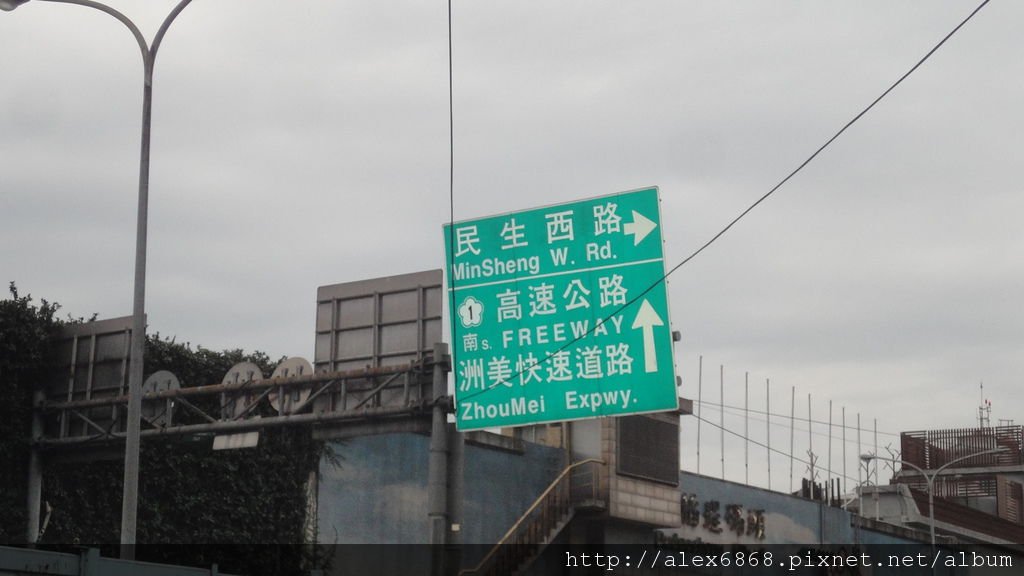 民生西路
MinSheng W. Rd.
1 高速公路
南 S. FREEWAY
洲美快速道路
ZhouMei Expwy.
http://alex6868.pixnet.net/album